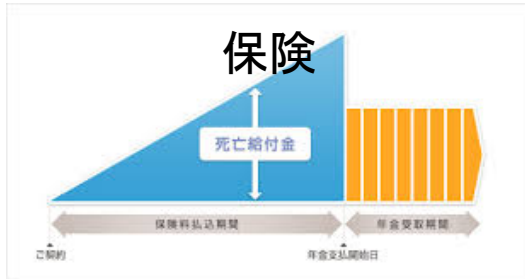 保険
死亡給付金
保険料払込期間
年金受取期間
ご契約
年金支払開始日